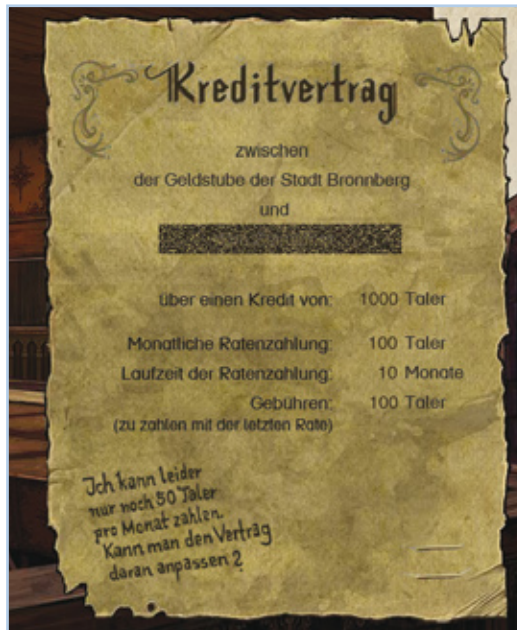 Kreditvertrag
zwischen
der Geldstube der Stadt Bronnberg
und
über einen Kredit von: 1000 Taler
Monatliche Ratenzahlung: 100 Taler
Laufzeit der Ratenzahlung: 10 Monate
Gebühren: 100 Taler
(zu zahlen mit der letzten Rate)
Ich kann leider
nur noch 50 Taler
pro Monat zahlen.
Kann man den Vertrag
daran anpassen?